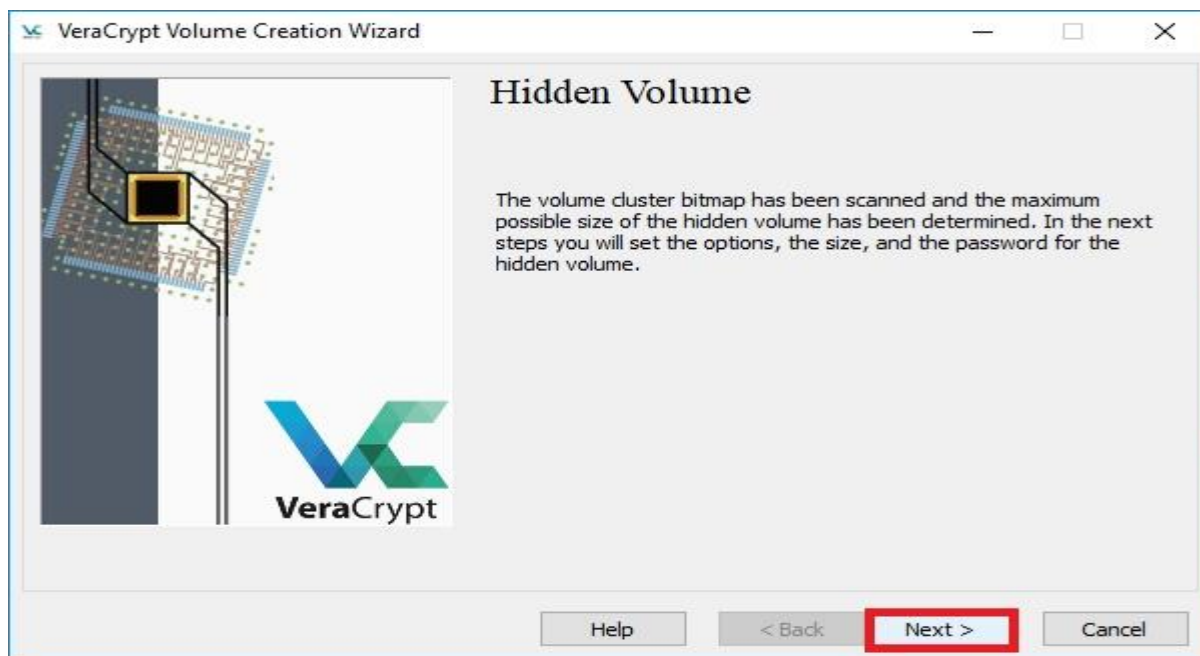 VeraCrypt Volume Creation Wizard
Hidden Volume
The volume cluster bitmap has been scanned and the maximum
possible size of the hidden volume has been determined. In the next
steps you will set the options, the size, and the password for the
hidden volume.
VeraCrypt
Help
< Back
Next >
Cancel